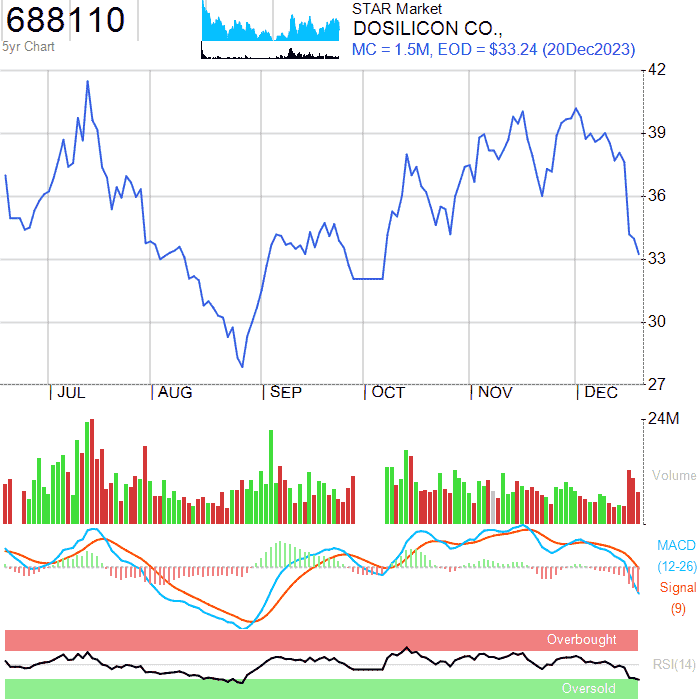 688110
5yr Chart
STAR Market
DOSILICON CO.,
MC = 1.5M, EOD = $33.24 (20Dec2023)
42
39
36
33
30
27
JUL
AUG
SEP
OCT
NOV
DEC
24M
Volume
MACD
(12-26)
Signal
(9)
Overbought
RSI(14)
Oversold